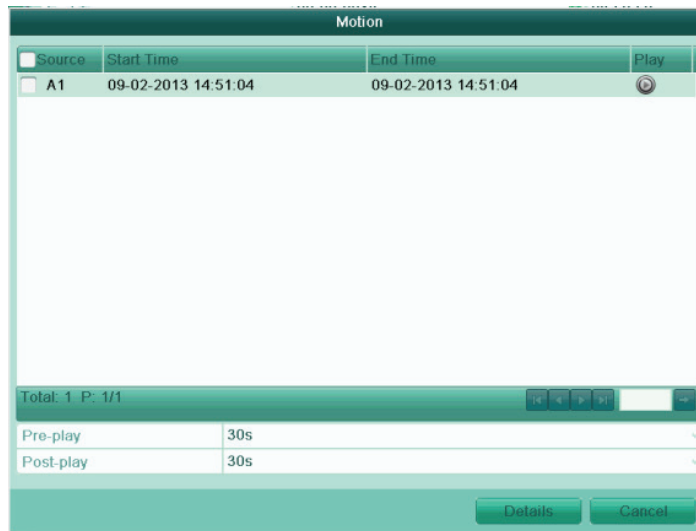 Motion
Source Start Time End Time Play
A1 09-02-2013 14:51:04 09-02-2013 14:51:04
Total: 1 P: 1/1
Pre-play 30s
Post-play 30s
Details Cancel